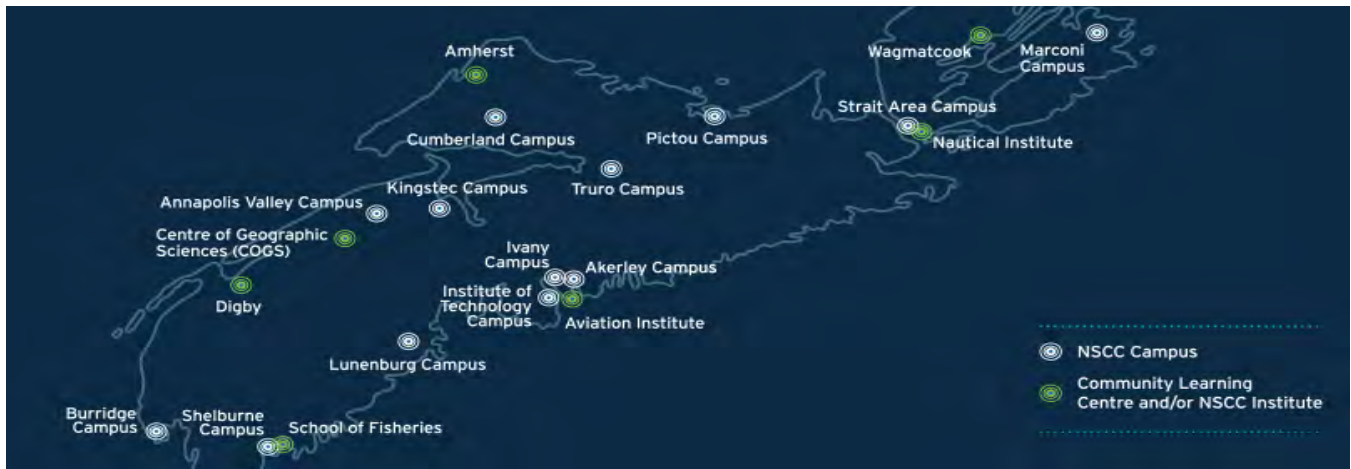 Amherst
Wagmatcook
Marconi
Campus
Strait Area Campus
Cumberland Campus
Pictou Campus
Nautical Institute
Kingstec Campus
Truro Campus
Annapolis Valley Campus
Centre of Geographic
Sciences (COGS)
Ivany
Campus
Akerley Campus
Digby
Institute of
Technology
Campus
Aviation Institute
Lunenburg Campus
NSCC Campus
Community Learning
Centre and/or NSCC Institute
Burridge
Campus
Shelburne
Campus
School of Fisheries